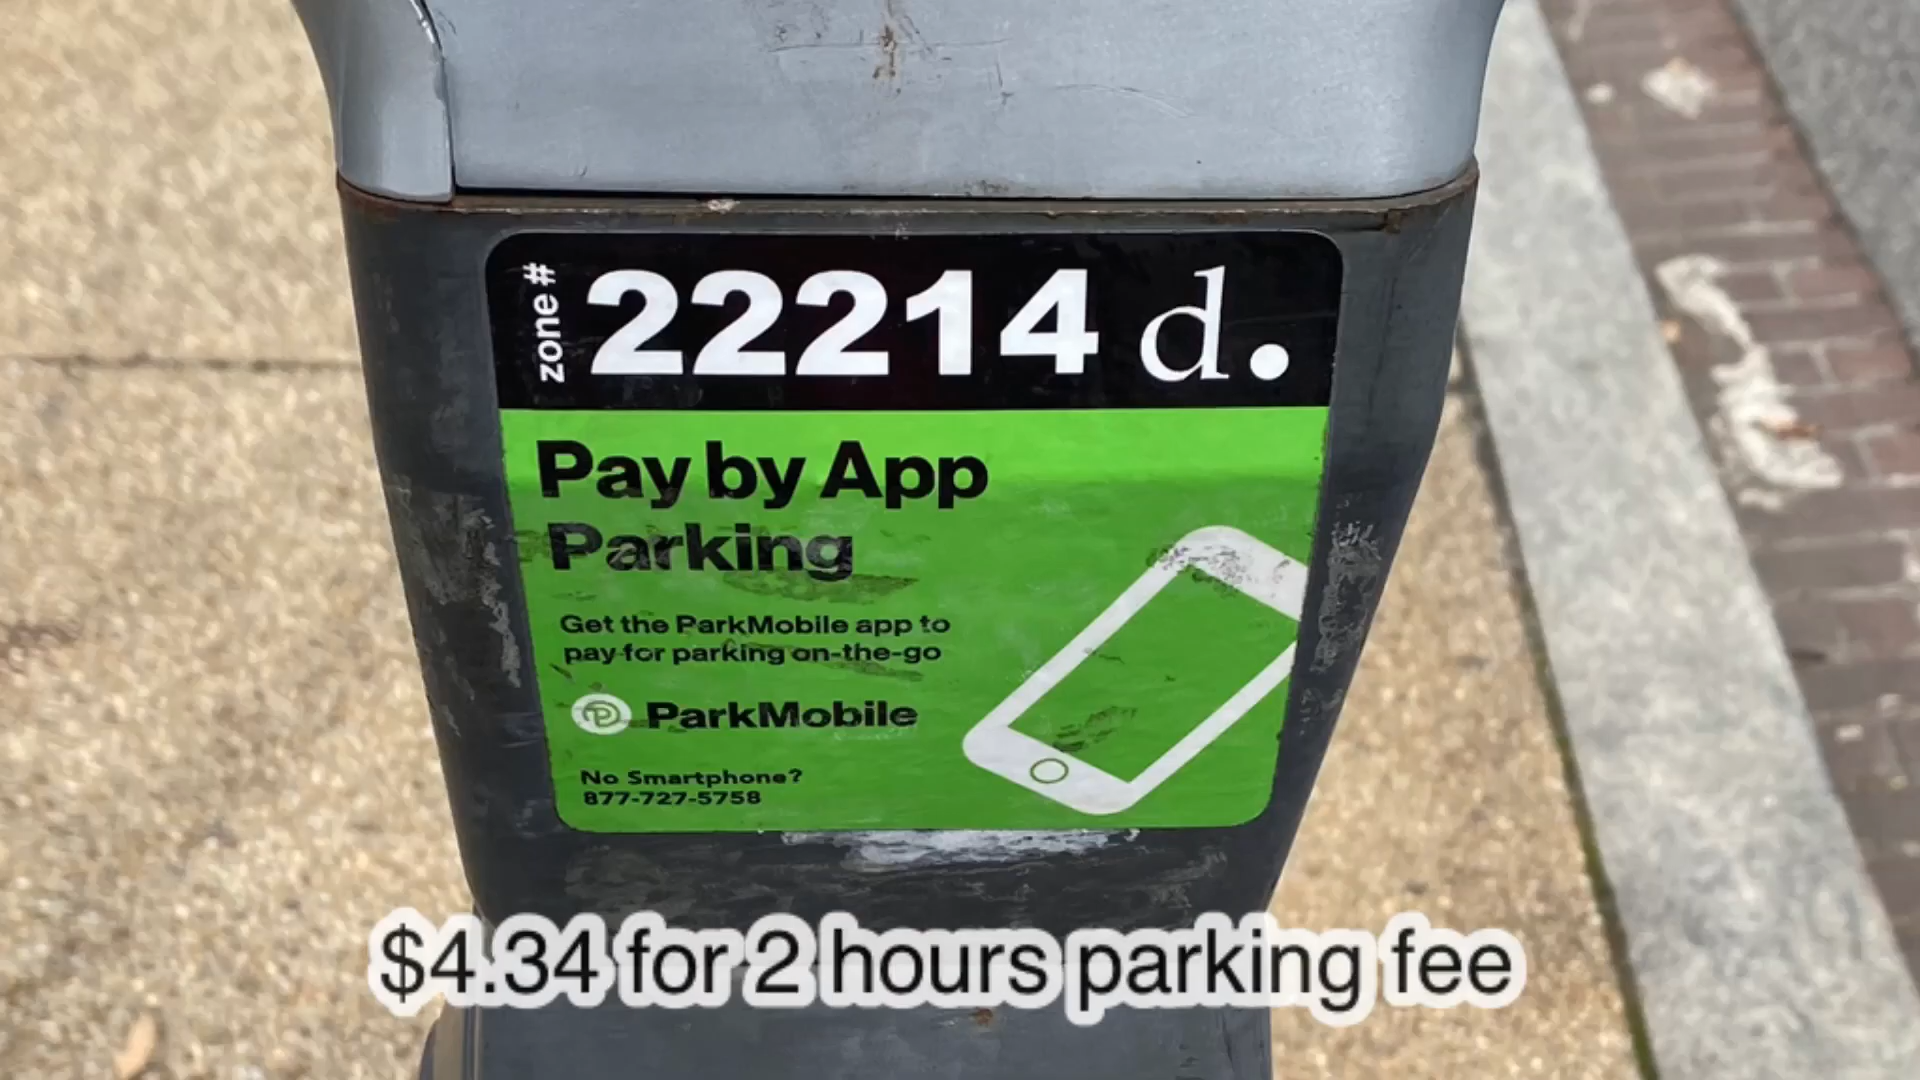 zone# 22214 d.
Pay by App
Parking
Get the ParkMobile app to
pay for parking on-the-go
ParkMobile
No Smartphone?
877-727-5758
$4.34 for 2 hours parking fee